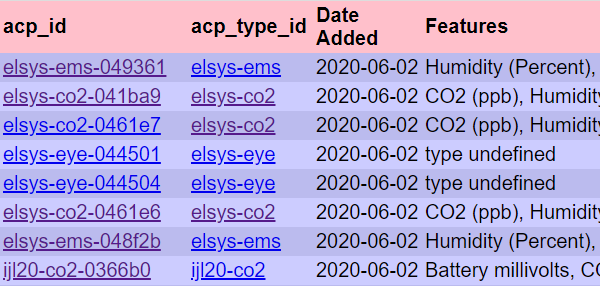 acp_id acp_type_id Date Added Features
elsys-ems-049361 elsys-ems 2020-06-02 Humidity (Percent),
elsys-co2-041ba9 elsys-co2 2020-06-02 CO2 (ppb), Humidity
elsys-co2-0461e7 elsys-co2 2020-06-02 CO2 (ppb), Humidity
elsys-eye-044501 elsys-eye 2020-06-02 type undefined
elsys-eye-044504 elsys-eye 2020-06-02 type undefined
elsys-co2-0461e6 elsys-co2 2020-06-02 CO2 (ppb), Humidity
elsys-ems-048f2b elsys-ems 2020-06-02 Humidity (Percent),
ijl20-co2-0366b0 ijl20-co2 2020-06-02 Battery millivolts,